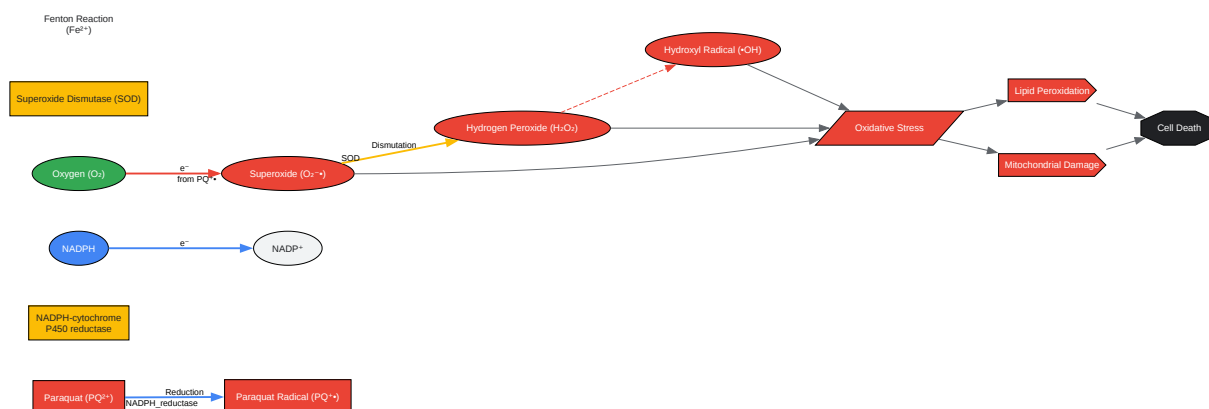 Fenton Reaction
(Fe²⁺)
Hydroxyl Radical (•OH)
Superoxide Dismutase (SOD)
Lipid Peroxidation
Hydrogen Peroxide (H₂O₂)
Oxidative Stress
Cell Death
Dismutation
SOD
Mitochondrial Damage
Oxygen (O₂)
e⁻
from PQ⁺•
Superoxide (O₂⁻•)
NADPH
e⁻
NADP⁺
NADPH-cytochrome
P450 reductase
Paraquat (PQ²⁺)
Reduction
NADPH_reductase
Paraquat Radical (PQ⁺•)